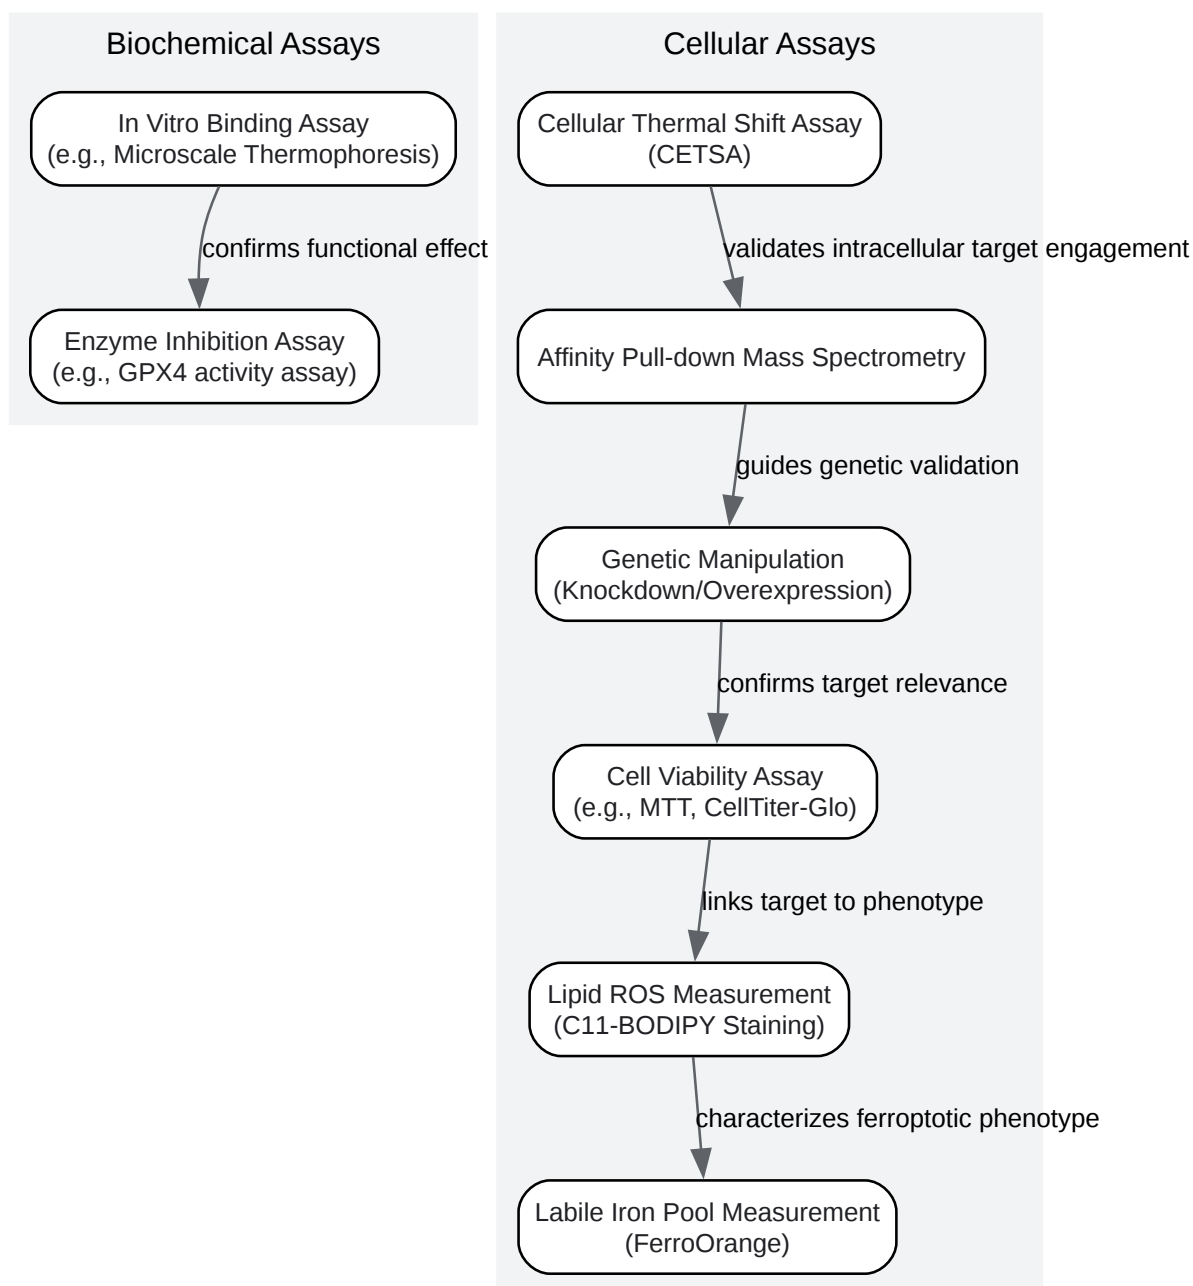 Biochemical Assays
In Vitro Binding Assay
(e.g., Microscale Thermophoresis)
confirms functional effect
Enzyme Inhibition Assay
(e.g., GPX4 activity assay)
Cellular Assays
Cellular Thermal Shift Assay
(CETSA)
validates intracellular target engagement
Affinity Pull-down Mass Spectrometry
guides genetic validation
Genetic Manipulation
(Knockdown/Overexpression)
confirms target relevance
Cell Viability Assay
(e.g., MTT, CellTiter-Glo)
links target to phenotype
Lipid ROS Measurement
(C11-BODIPY Staining)
characterizes ferroptotic phenotype
Labile Iron Pool Measurement
(FerroOrange)